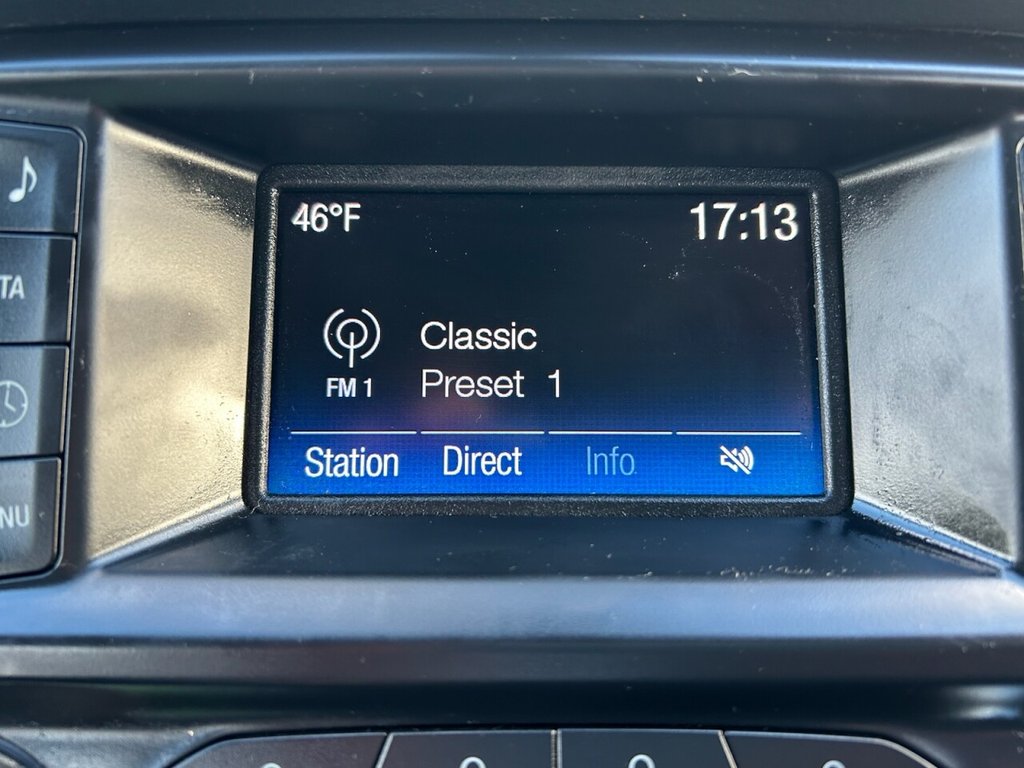 46°F 17:13
TA
Classic
FM 1 Preset 1
Station Direct Info
NU